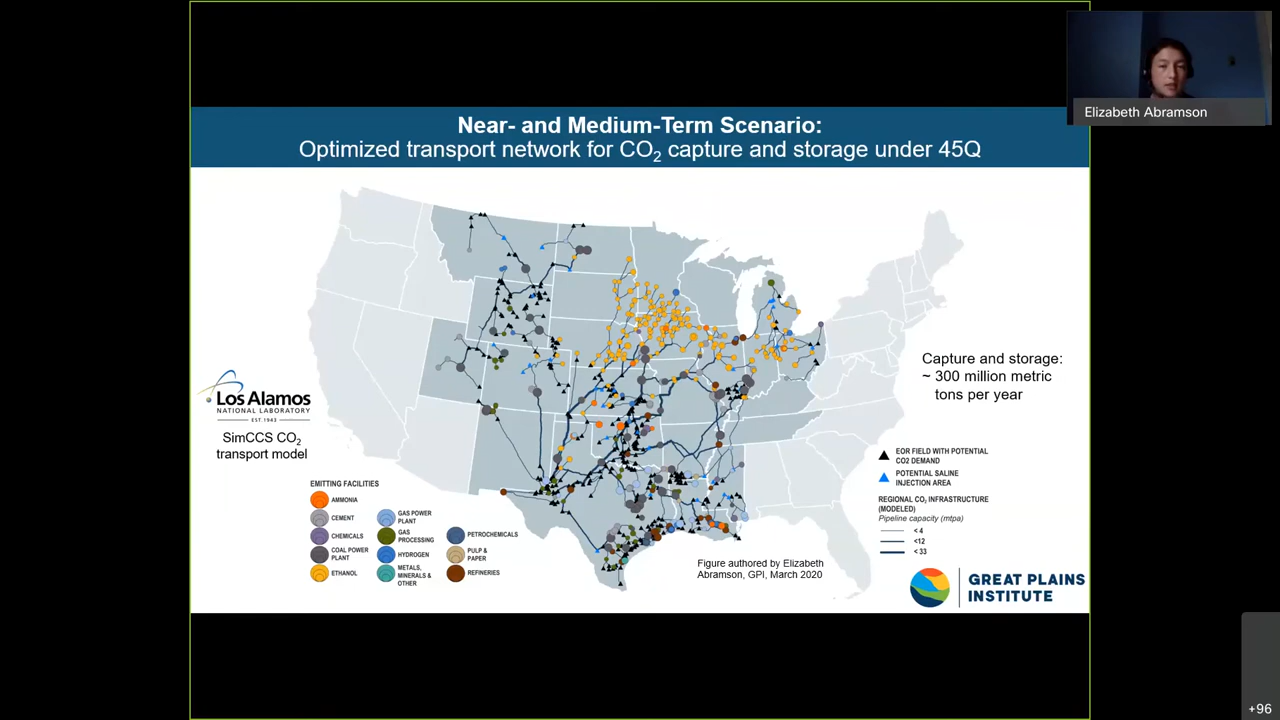 Elizabeth Abramson
Near- and Medium-Term Scenario:
Optimized transport network for CO2 capture and storage under 45Q
Capture and storage:
~ 300 million metric
tons per year
Los Alamos
NATIONAL LABORATORY
EST. 1943
SimCCS CO2
transport model
EOR FIELD WITH POTENTIAL
CO2 DEMAND
POTENTIAL SALINE
INJECTION AREA
REGIONAL CO2 INFRASTRUCTURE
(MODELED)
Pipeline capacity (mtpa)
< 4
<12
< 33
EMITTING FACILITIES
AMMONIA
CEMENT
CHEMICALS
COAL POWER
PLANT
ETHANOL
GAS POWER
PLANT
GAS
PROCESSING
HYDROGEN
METALS,
MINERALS &
OTHER
PETROCHEMICALS
PULP &
PAPER
REFINERIES
Figure authored by Elizabeth
Abramson, GPI, March 2020
GREAT PLAINS
INSTITUTE
+96